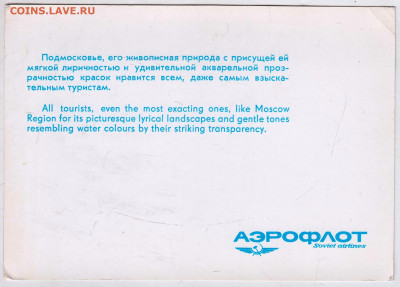 COINS.LAVE.RU
Подмосковье, его живописная природа с присущей ей
мягкой лиричностью и удивительной акварельной проз-
рачностью красок нравится всем, даже самым взыска-
тельным туристам.
All tourists, even the most exacting ones, like Moscow
Region for its picturesque lyrical landscapes and gentle tones
resembling water colours by their striking transparency.
АЭРОФЛОТ
Soviet airlines